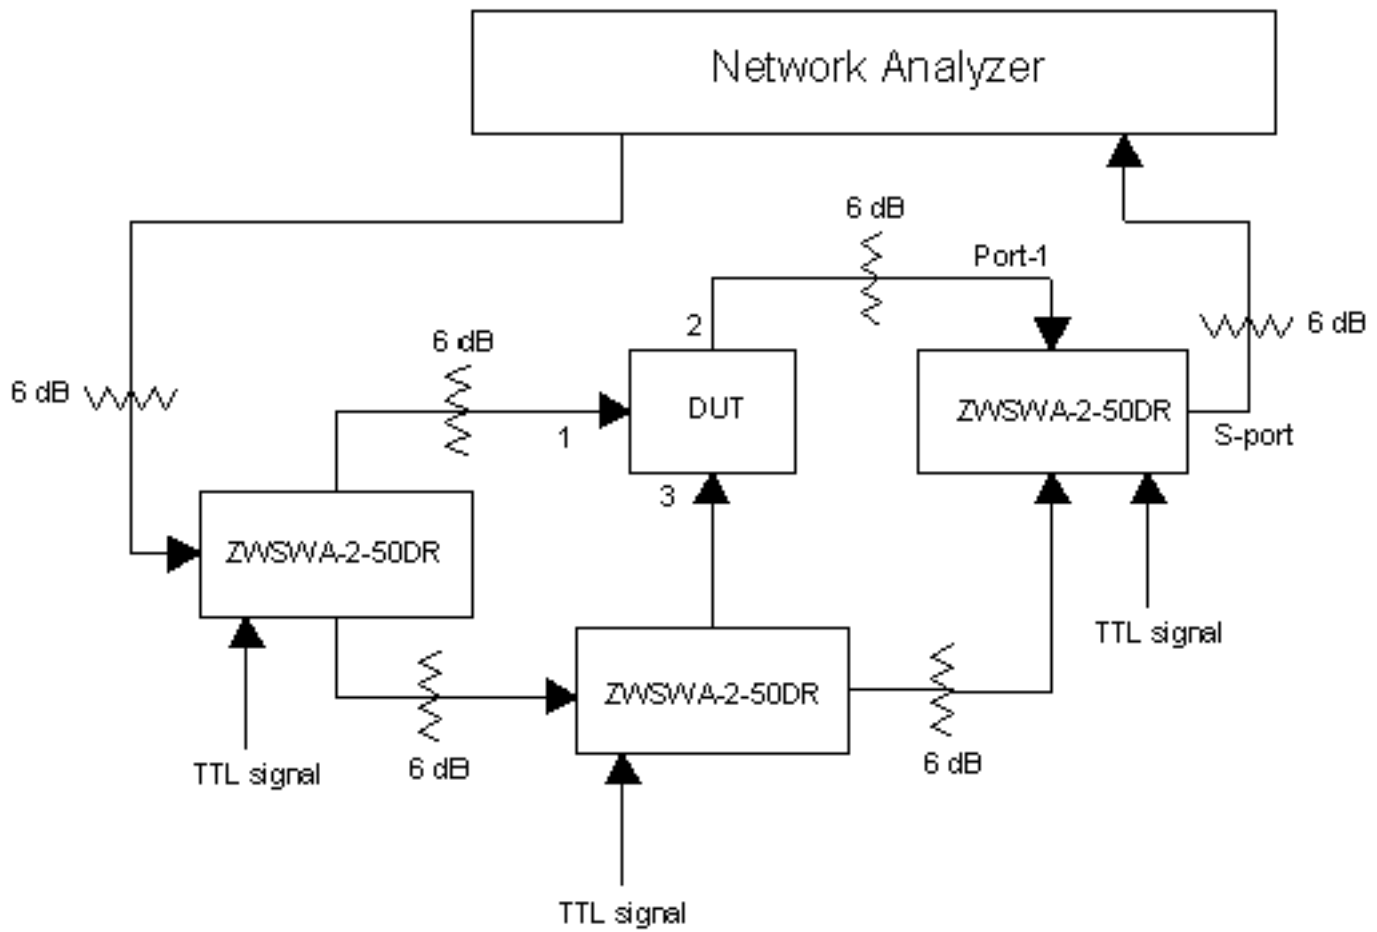 Network Analyzer
6 dB
Port-1
2
6 dB
6 dB
6 dB
DUT
ZWSWA-2-50DR
1
S-port
3
ZWSWA-2-50DR
TTL signal
ZWSWA-2-50DR
TTL signal
6 dB
6 dB
TTL signal